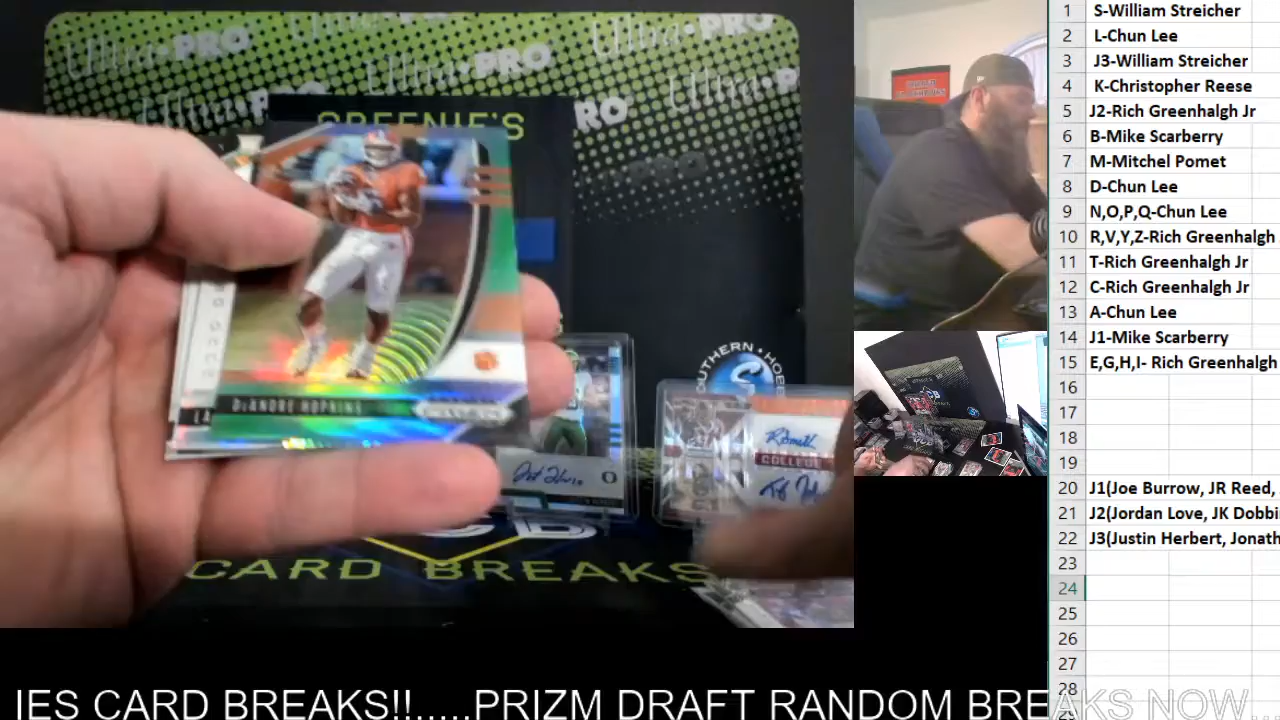 Ultra·PRO
Ultra·PRO
Ultra·PRO
GREENIE'S
DeANDRE HOPKINS
PRIZM
COLLEGE
CARD BREAKS
1 S-William Streicher
2 L-Chun Lee
3 J3-William Streicher
4 K-Christopher Reese
5 J2-Rich Greenhalgh Jr
6 B-Mike Scarberry
7 M-Mitchel Pomet
8 D-Chun Lee
9 N,O,P,Q-Chun Lee
10 R,V,Y,Z-Rich Greenhalgh
11 T-Rich Greenhalgh Jr
12 C-Rich Greenhalgh Jr
13 A-Chun Lee
14 J1-Mike Scarberry
15 E,G,H,I- Rich Greenhalgh
16
17
18
19
20 J1(Joe Burrow, JR Reed,
21 J2(Jordan Love, JK Dobbi
22 J3(Justin Herbert, Jonath
23
24
25
26
27
28
IES CARD BREAKS!!.....PRIZM DRAFT RANDOM BREAKS NOW...